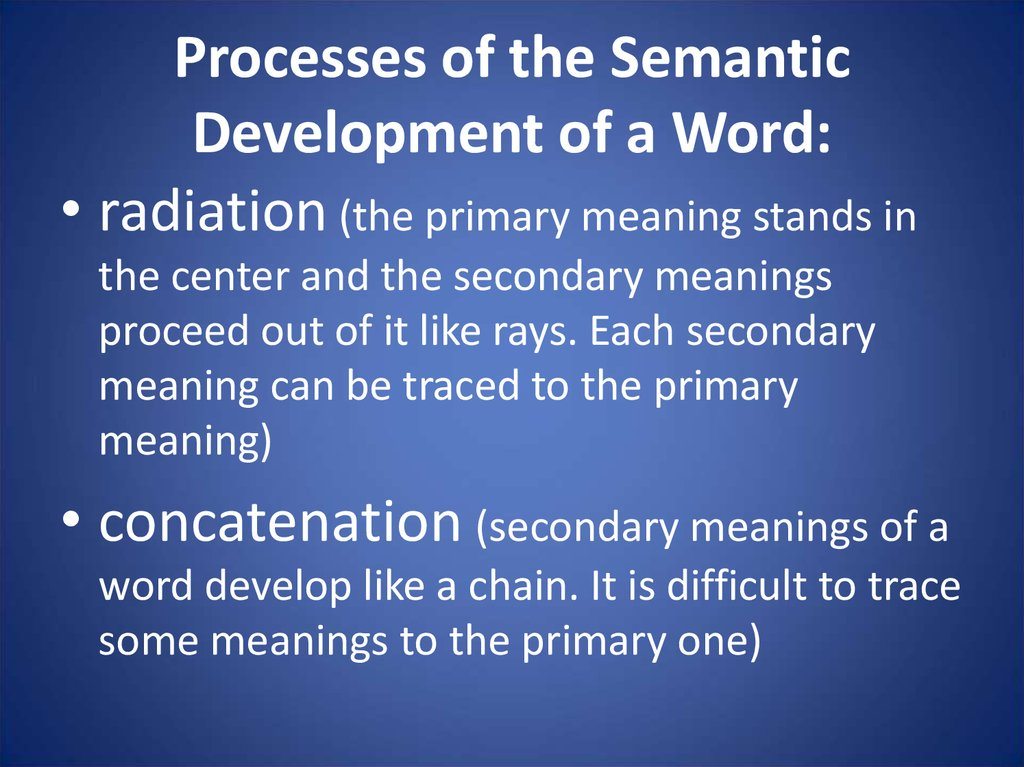 Processes of the Semantic
Development of a Word:
• radiation (the primary meaning stands in
the center and the secondary meanings
proceed out of it like rays. Each secondary
meaning can be traced to the primary
meaning)
• concatenation (secondary meanings of a
word develop like a chain. It is difficult to trace
some meanings to the primary one)